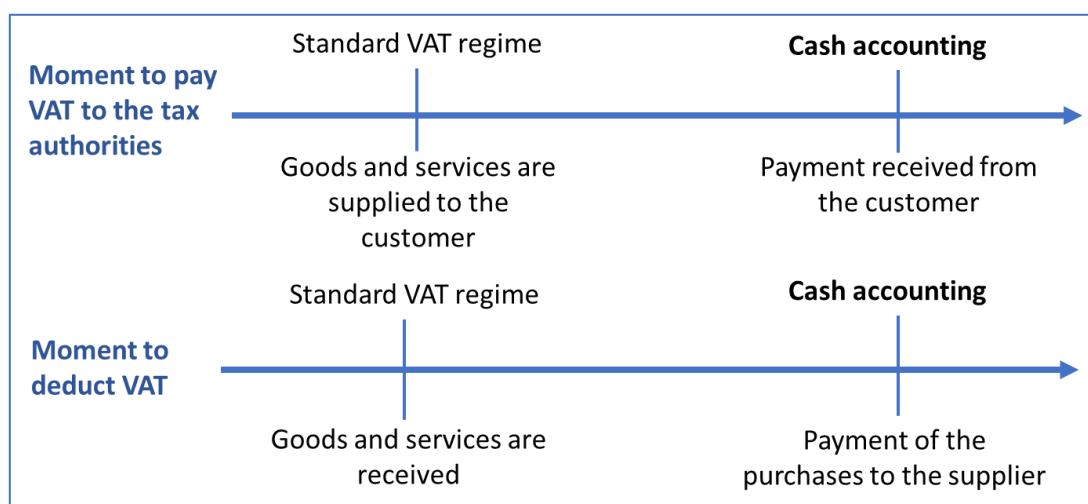 Standard VAT regime
Cash accounting
Moment to pay
VAT to the tax
authorities
Goods and services are
supplied to the
customer
Payment received from
the customer
Standard VAT regime
Cash accounting
Moment to
deduct VAT
Goods and services are
received
Payment of the
purchases to the supplier